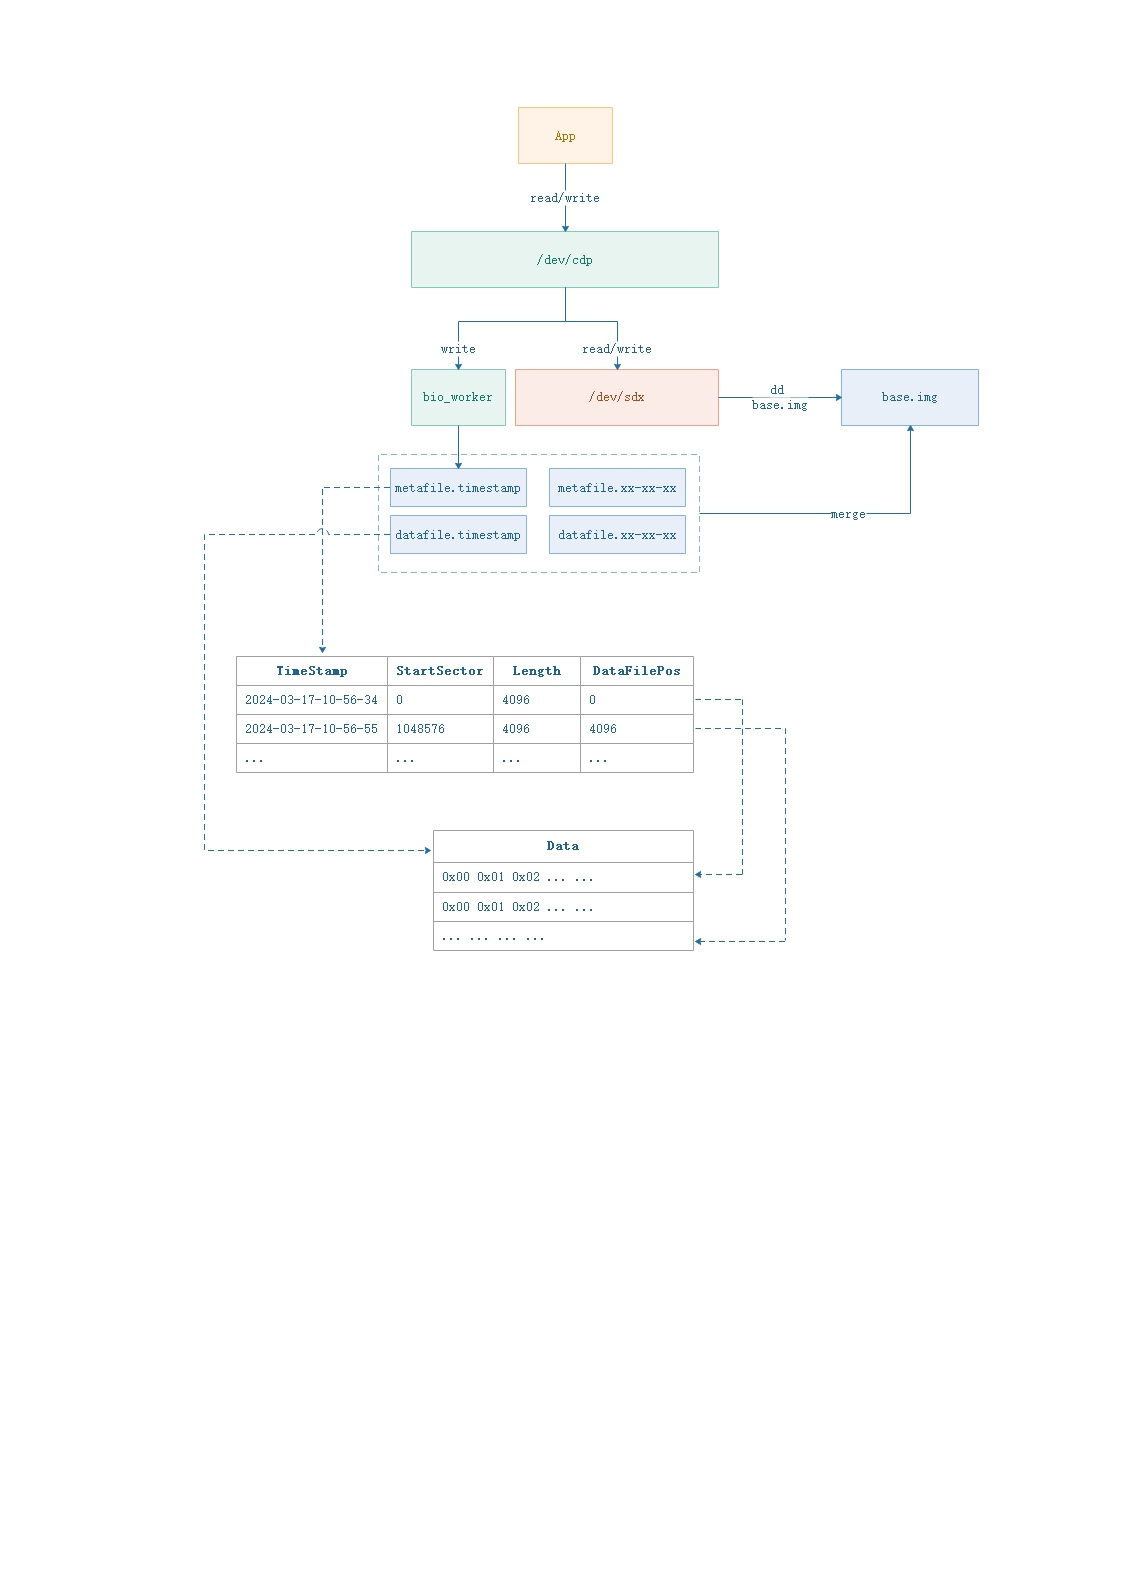 App
read/write
/dev/cdp
write
read/write
bio_worker
/dev/sdx
dd
base.img
base.img
metafile.timestamp
metafile.xx-xx-xx
datafile.timestamp
datafile.xx-xx-xx
merge
TimeStamp StartSector Length DataFilePos
2024-03-17-10-56-34 0 4096 0
2024-03-17-10-56-55 1048576 4096 4096
... ... ... ...
Data
0x00 0x01 0x02 ... ...
0x00 0x01 0x02 ... ...
... ... ... ...